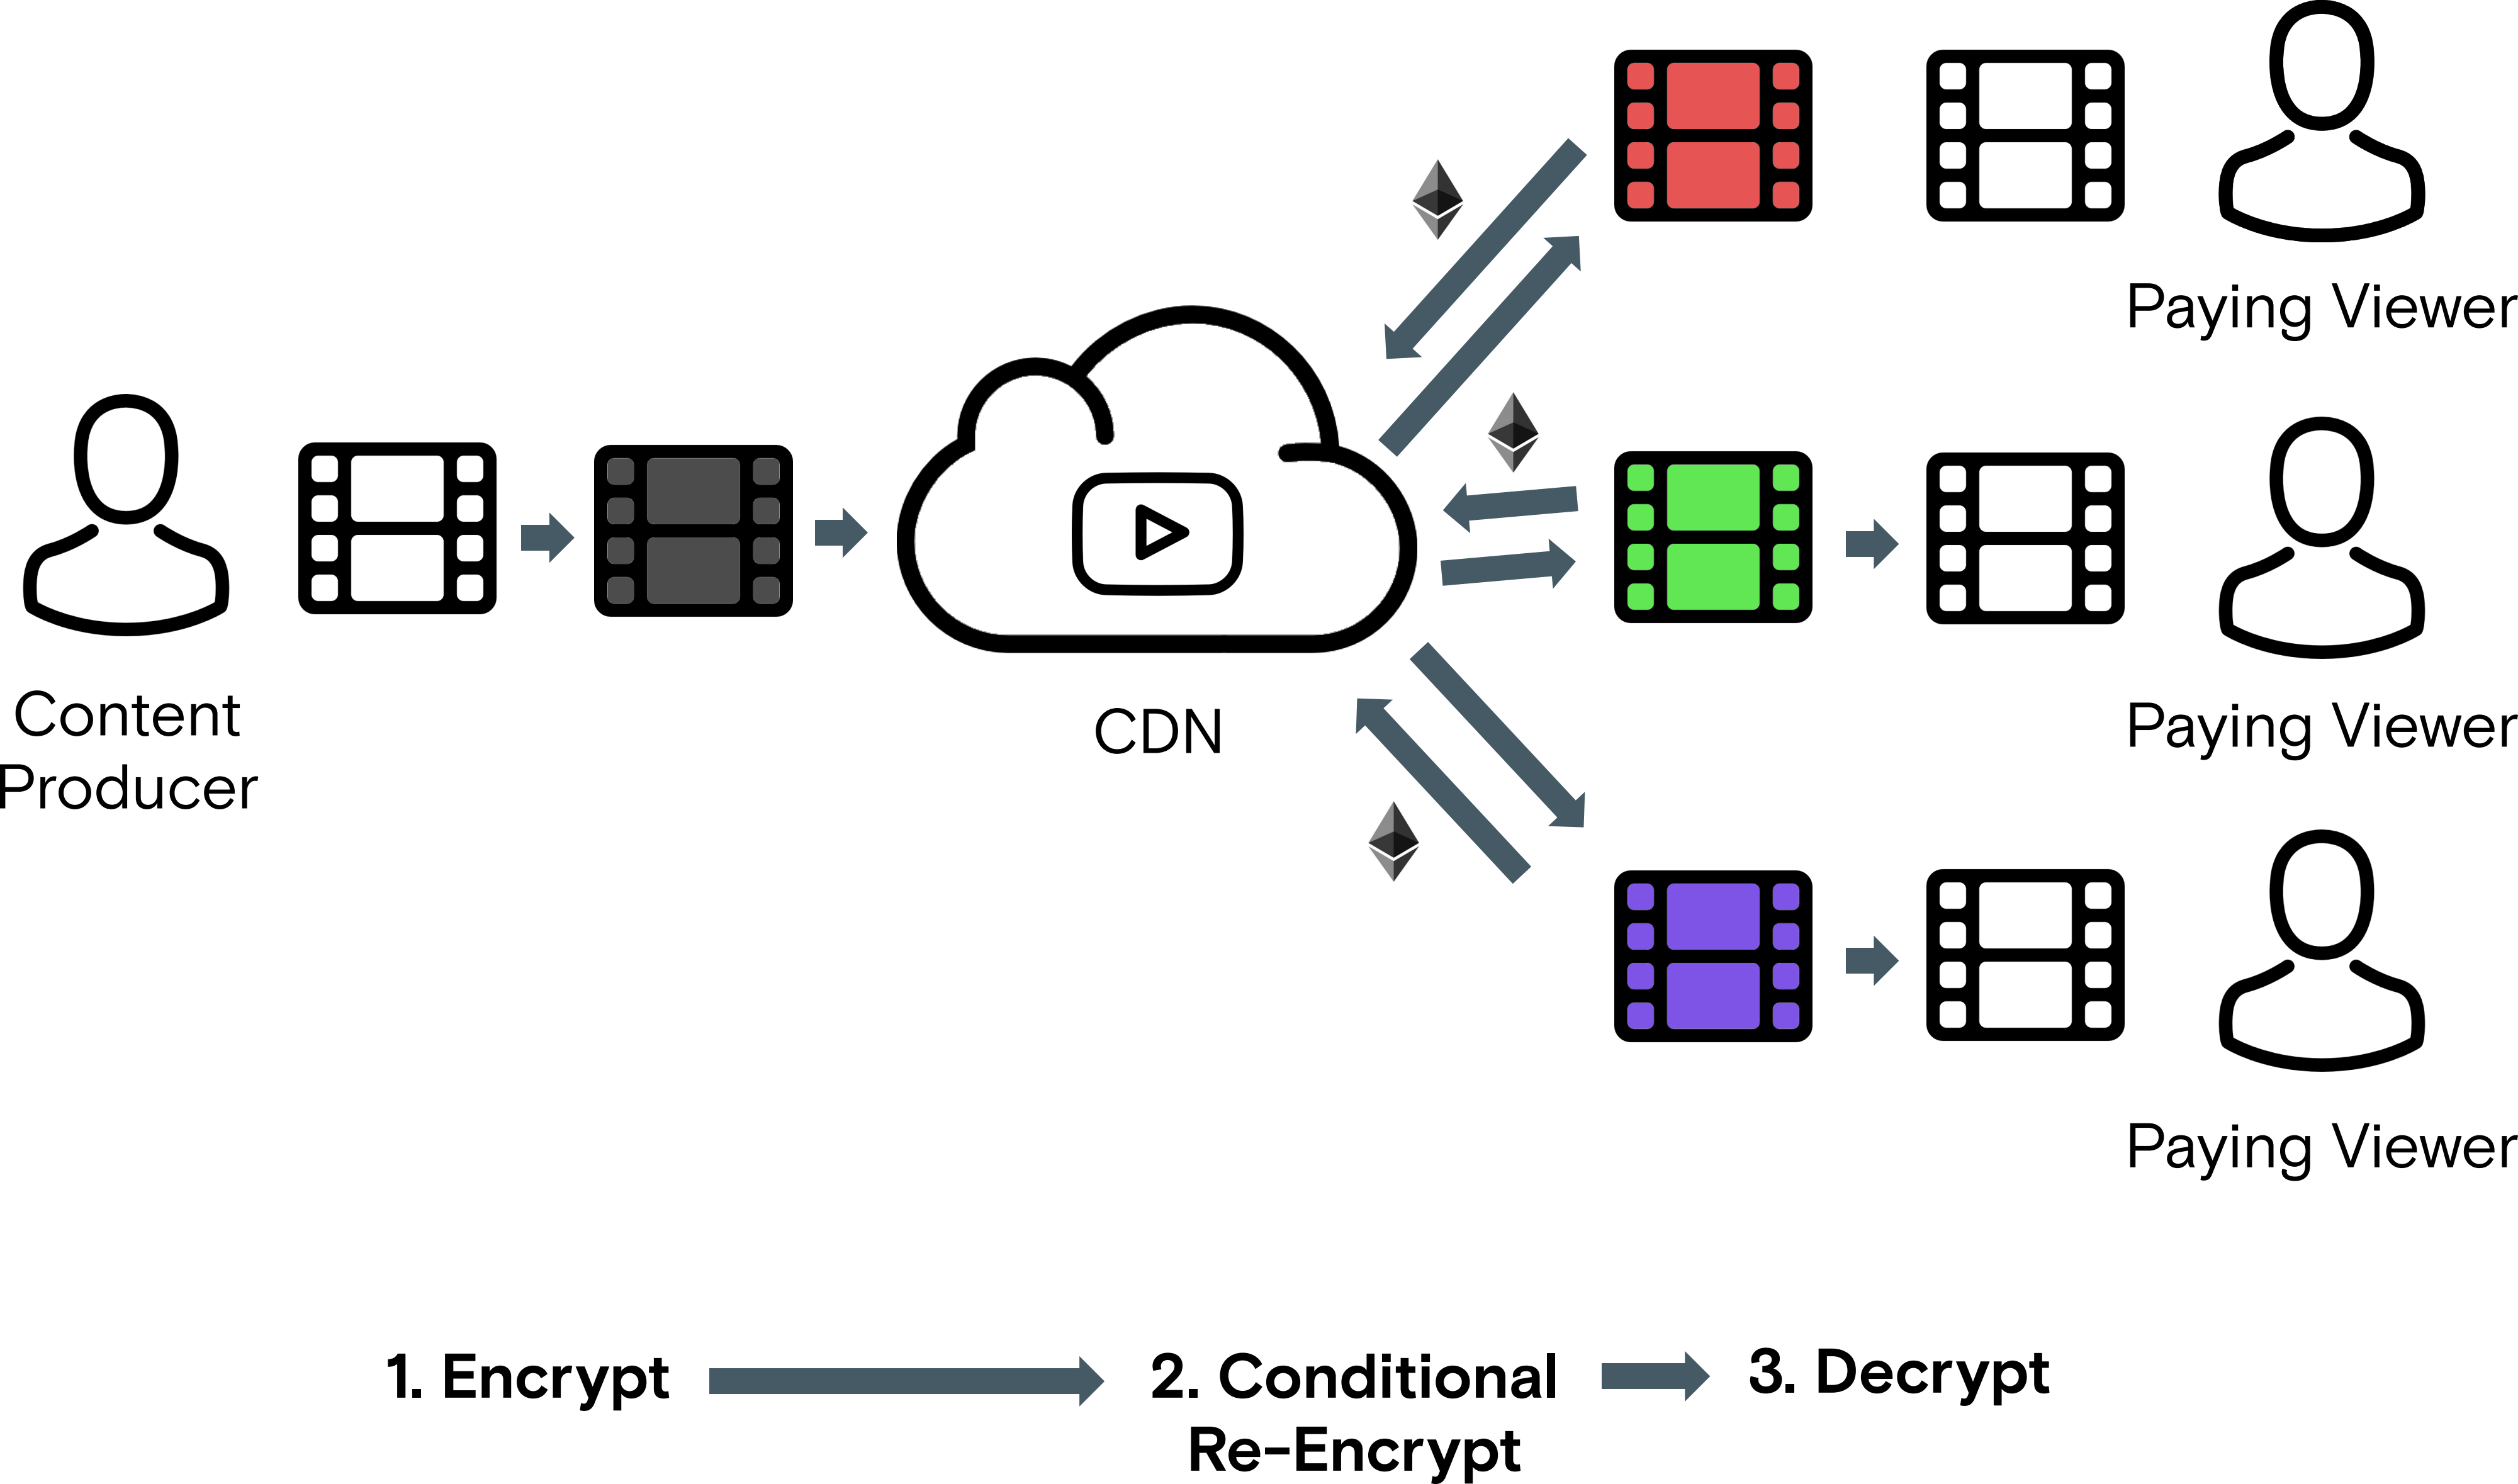 Paying Viewer
Content
Producer
CDN
Paying Viewer
Paying Viewer
1. Encrypt
2. Conditional
Re-Encrypt
3. Decrypt